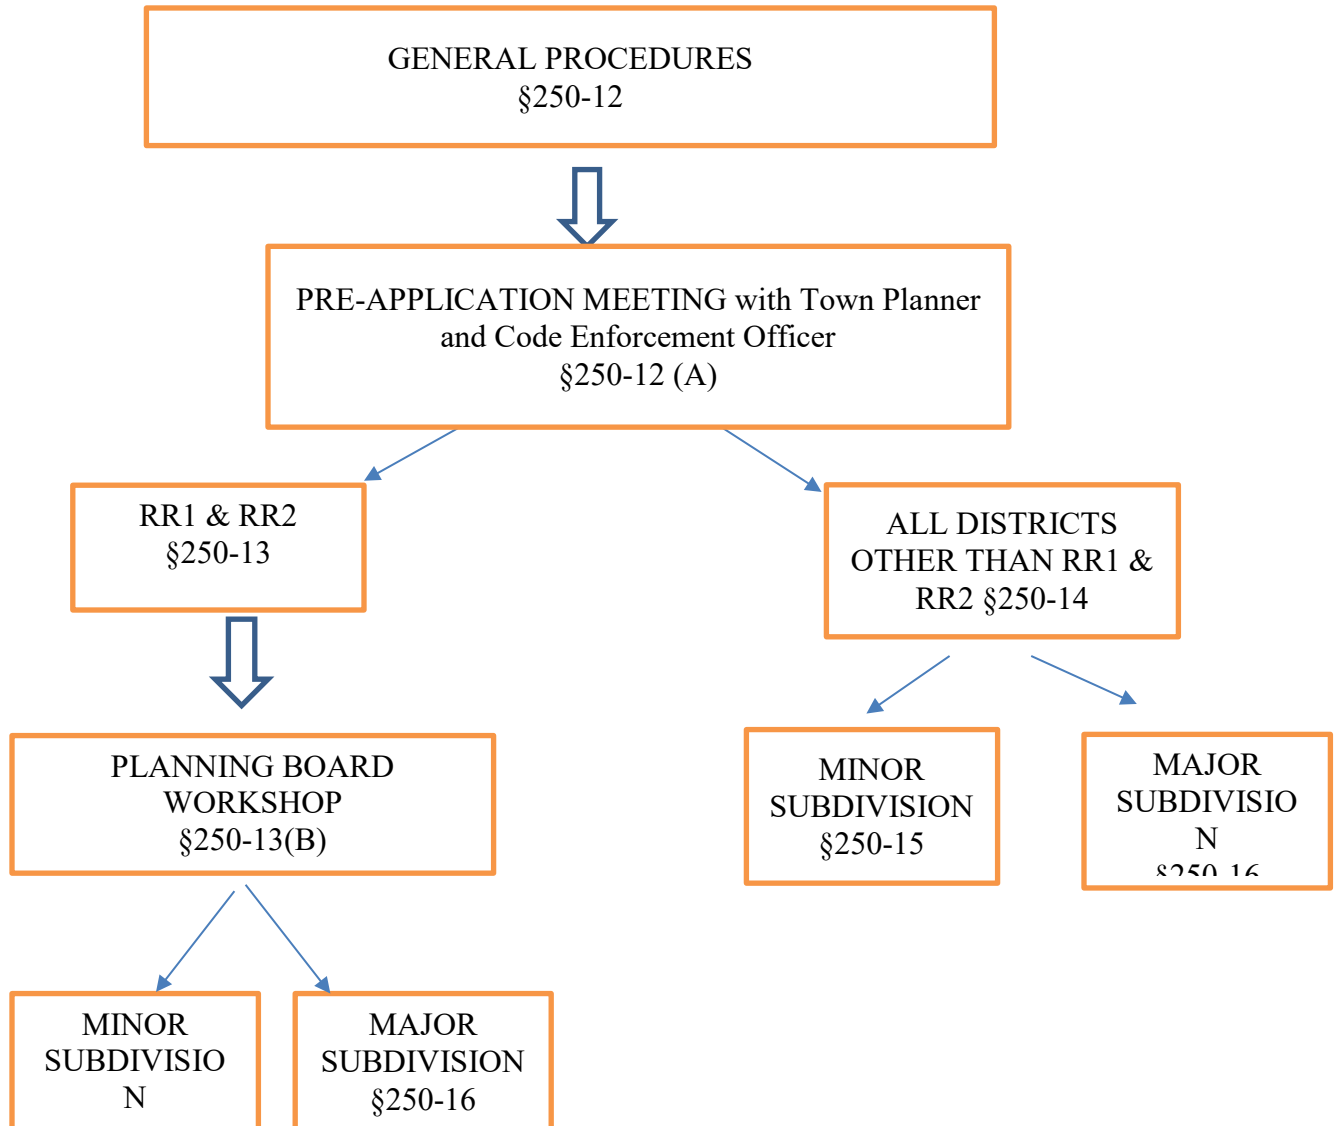 GENERAL PROCEDURES
§250-12
PRE-APPLICATION MEETING with Town Planner
and Code Enforcement Officer
§250-12 (A)
RR1 & RR2
§250-13
ALL DISTRICTS
OTHER THAN RR1 &
RR2 §250-14
PLANNING BOARD
WORKSHOP
§250-13(B)
MINOR
SUBDIVISION
§250-15
MAJOR
SUBDIVISIO
N
§250-16
MINOR
SUBDIVISIO
N
MAJOR
SUBDIVISION
§250-16